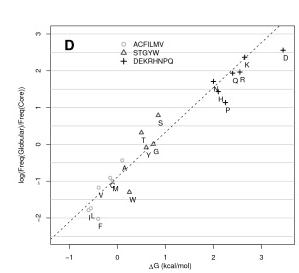 D
ACFILMV
STGYW
DEKRHNPQ
log(Freq(Globular)/Freq(Core))
3
2
1
0
−1
−2
K
D
Q
R
N
H
P
S
T
Y
G
A
C
M
V
W
I
L
F
−1
0
1
2
3
ΔG (kcal/mol)